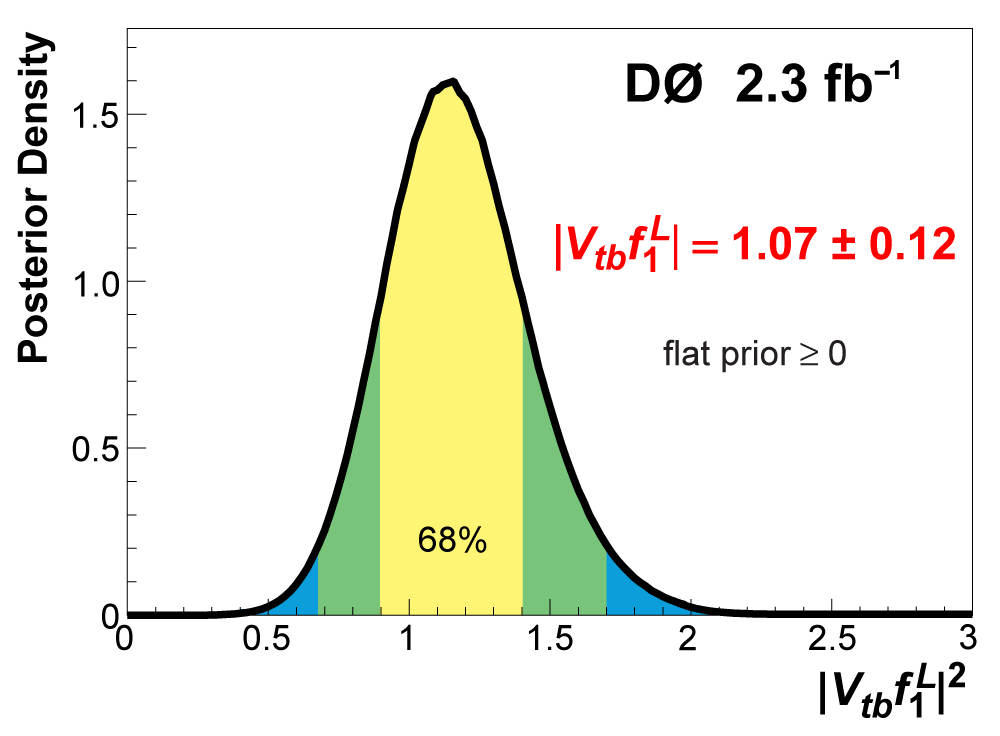 DØ 2.3 fb⁻¹
|V_tb f_1^L| = 1.07 ± 0.12
flat prior ≥ 0
68%
Posterior Density
1.5
1.0
0.5
0
0 0.5 1 1.5 2 2.5 3
|V_tb f_1^L|²